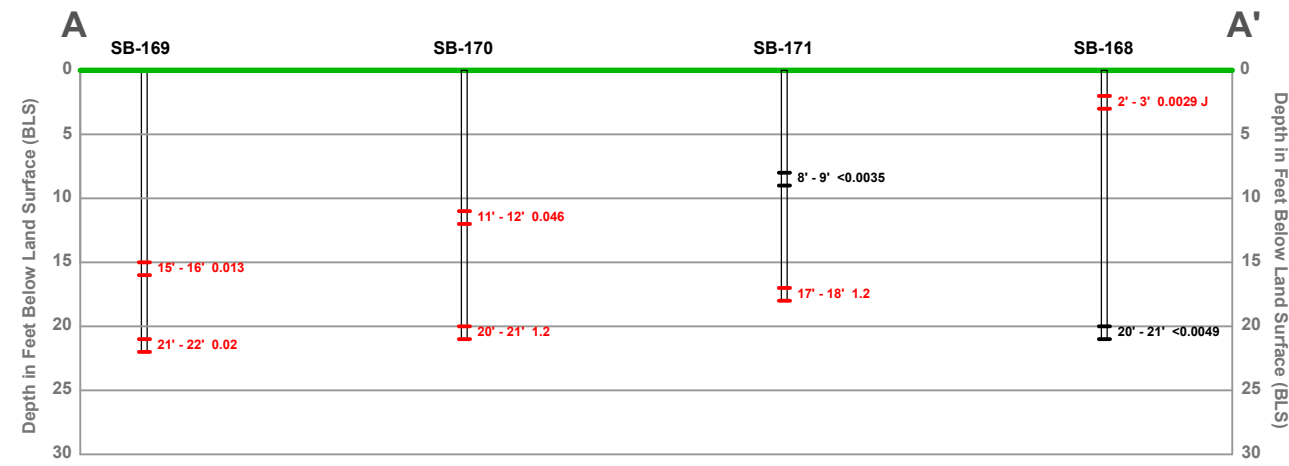 A A'
SB-169 SB-170 SB-171 SB-168
0 0
2' - 3' 0.0029 J
5 5
8' - 9' <0.0035
10 10
11' - 12' 0.046
15 15
15' - 16' 0.013
17' - 18' 1.2
20 20
20' - 21' 1.2
20' - 21' <0.0049
21' - 22' 0.02
25 25
30 30
Depth in Feet Below Land Surface (BLS)
Depth in Feet Below Land Surface (BLS)